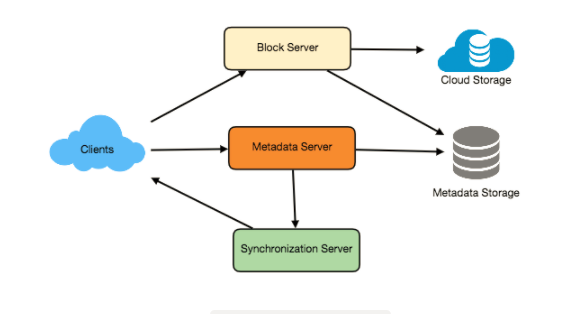 Block Server
Cloud Storage
Clients
Metadata Server
Metadata Storage
Synchronization Server